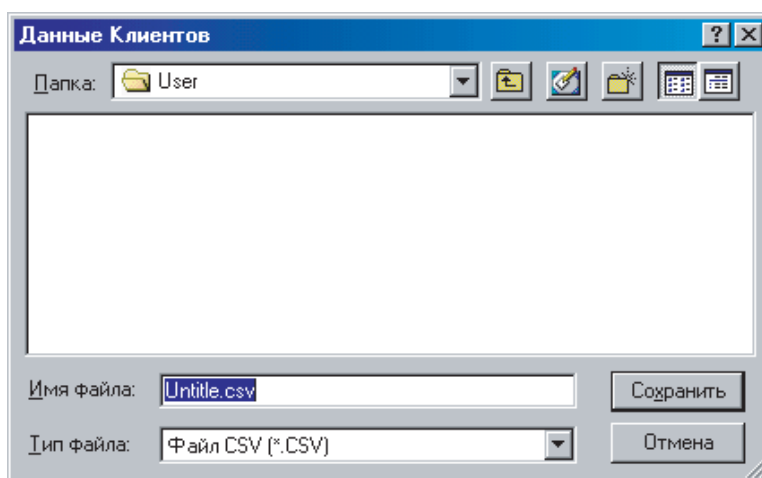 Данные Клиентов
Папка: User
Имя файла: Untitle.csv Сохранить
Тип файла: Файл CSV (*.CSV) Отмена